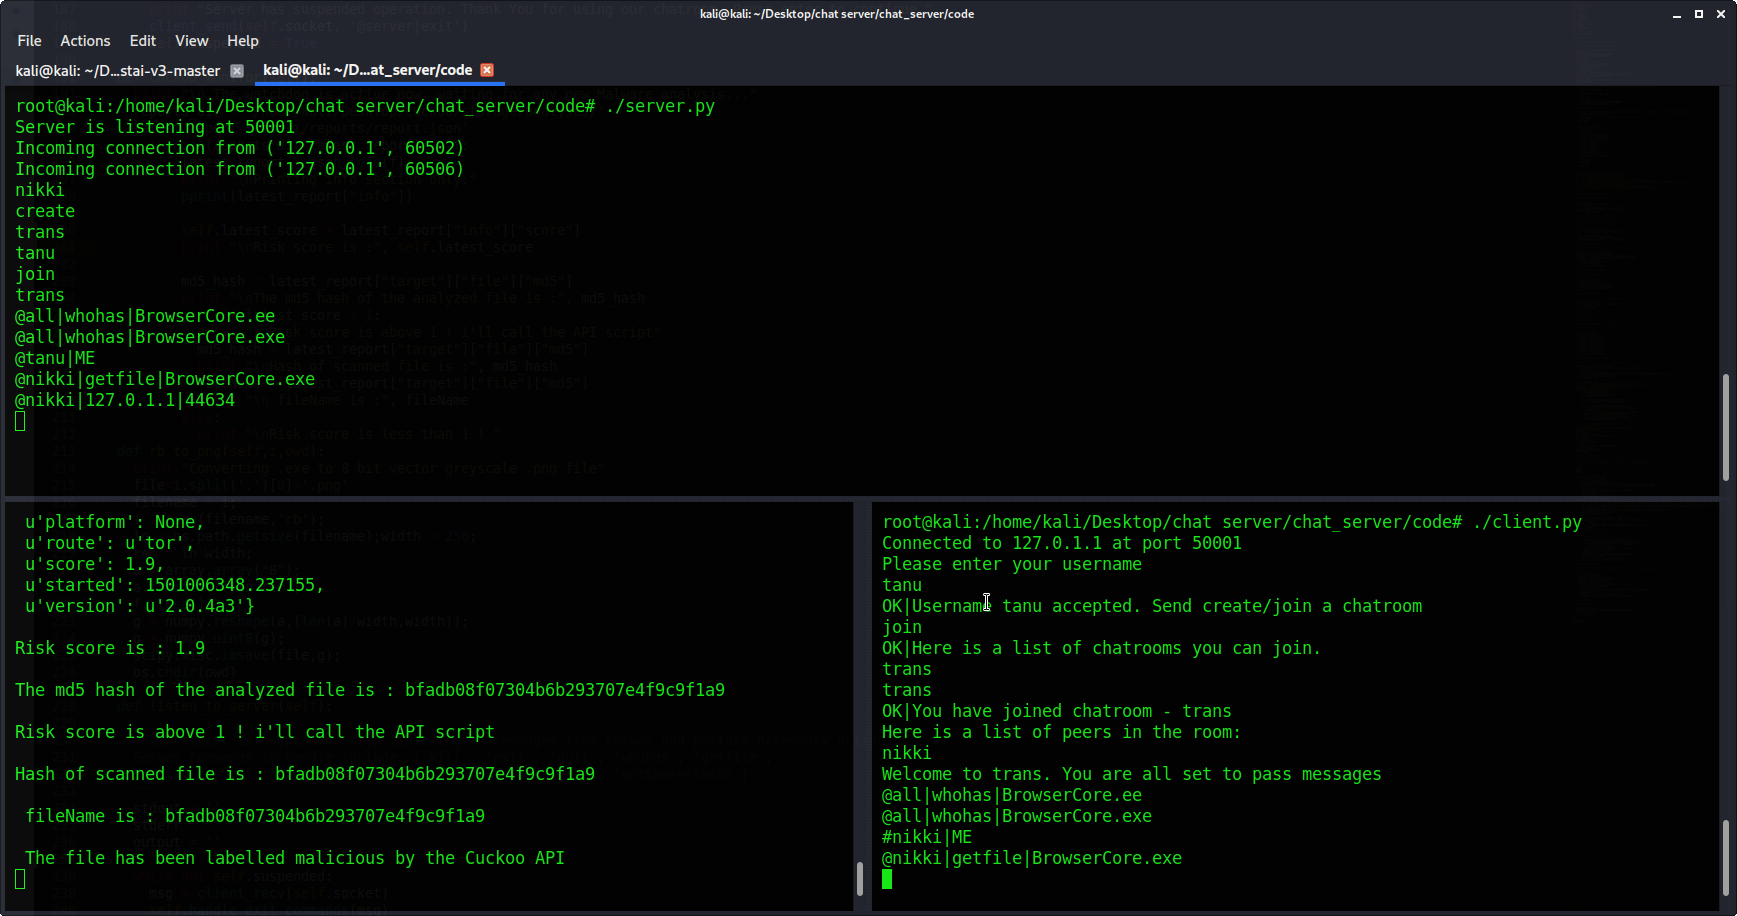 kali@kali: ~/Desktop/chat server/chat_server/code
File Actions Edit View Help
kali@kali: ~/D...stai-v3-master kali@kali: ~/D...at_server/code
root@kali:/home/kali/Desktop/chat server/chat_server/code# ./server.py
Server is listening at 50001
Incoming connection from ('127.0.0.1', 60502)
Incoming connection from ('127.0.0.1', 60506)
nikki
create
trans
tanu
join
trans
@all|whohas|BrowserCore.ee
@all|whohas|BrowserCore.exe
@tanu|ME
@nikki|getfile|BrowserCore.exe
@nikki|127.0.1.1|44634
u'platform': None,
u'route': u'tor',
u'score': 1.9,
u'started': 1501006348.237155,
u'version': u'2.0.4a3'}
Risk score is : 1.9
The md5 hash of the analyzed file is : bfadb08f07304b6b293707e4f9c9f1a9
Risk score is above 1 ! i'll call the API script
Hash of scanned file is : bfadb08f07304b6b293707e4f9c9f1a9
fileName is : bfadb08f07304b6b293707e4f9c9f1a9
The file has been labelled malicious by the Cuckoo API
root@kali:/home/kali/Desktop/chat server/chat_server/code# ./client.py
Connected to 127.0.1.1 at port 50001
Please enter your username
tanu
OK|Username tanu accepted. Send create/join a chatroom
join
OK|Here is a list of chatrooms you can join.
trans
trans
OK|You have joined chatroom - trans
Here is a list of peers in the room:
nikki
Welcome to trans. You are all set to pass messages
@all|whohas|BrowserCore.ee
@all|whohas|BrowserCore.exe
#nikki|ME
@nikki|getfile|BrowserCore.exe